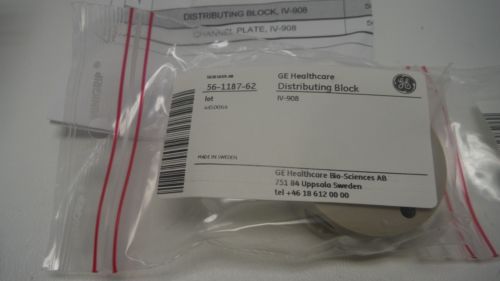 DISTRIBUTING BLOCK, IV-908
CHANNEL PLATE, IV-908
56-1187-62
lot
GE Healthcare
Distributing Block
IV-908
MADE IN SWEDEN
GE Healthcare Bio-Sciences AB
751 84 Uppsala Sweden
tel +46 18 612 00 00